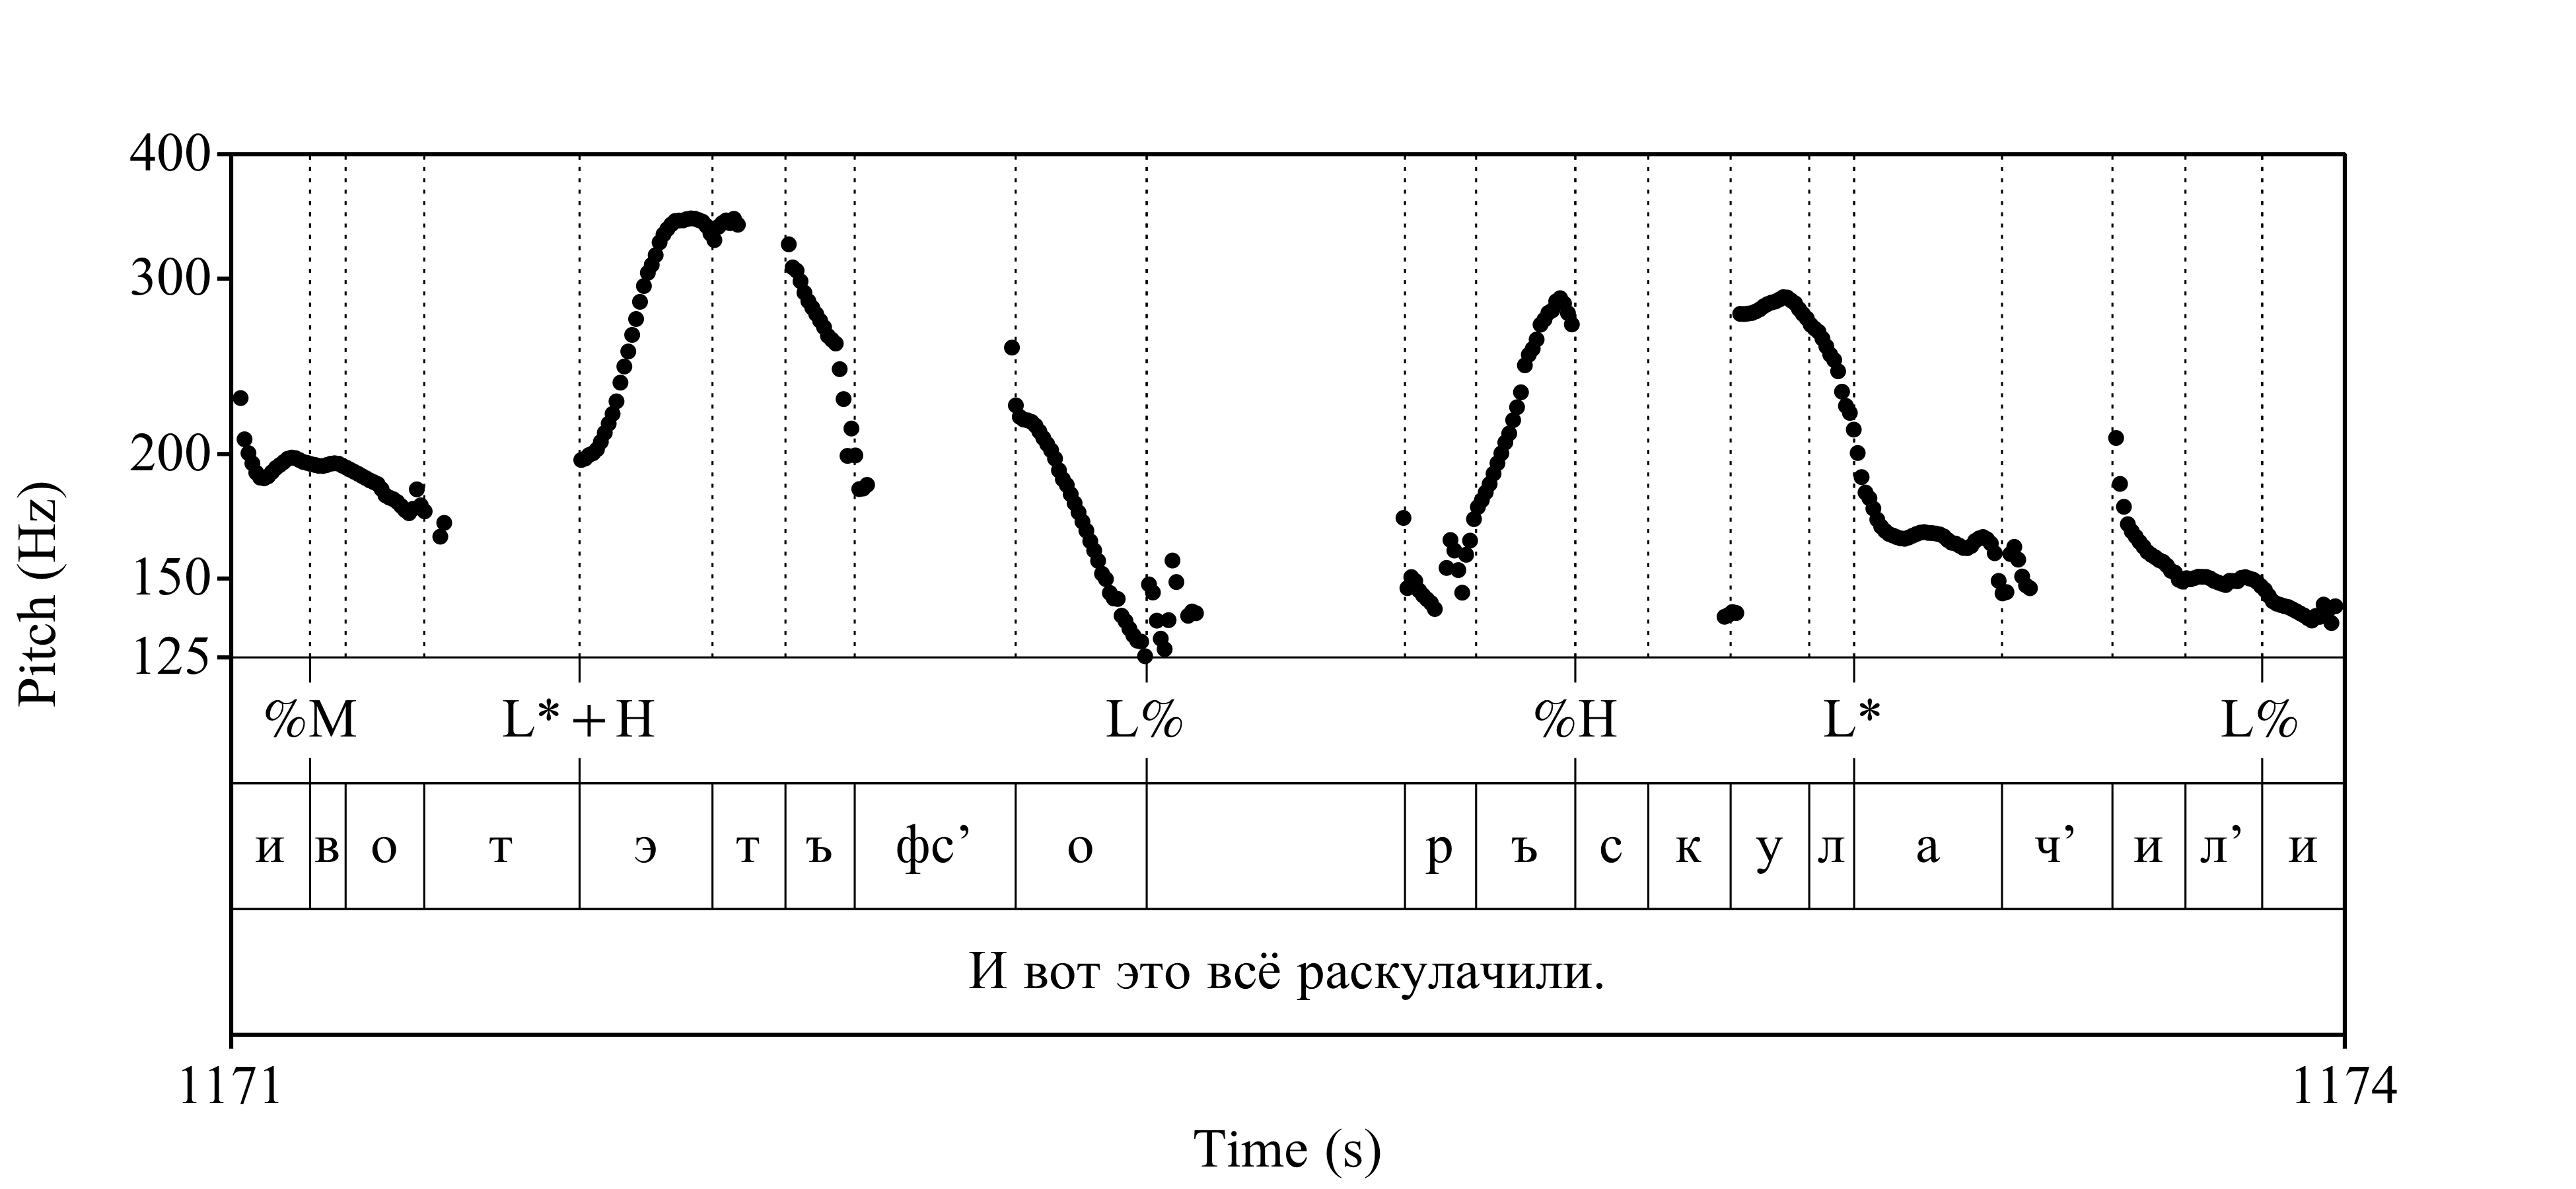 400
300
200
150
125
Pitch (Hz)
%M L*+H L% %H L* L%
и в о т э т ъ фс’ о р ъ с к у л а ч’ и л’ и
И вот это всё раскулачили.
1171 1174
Time (s)